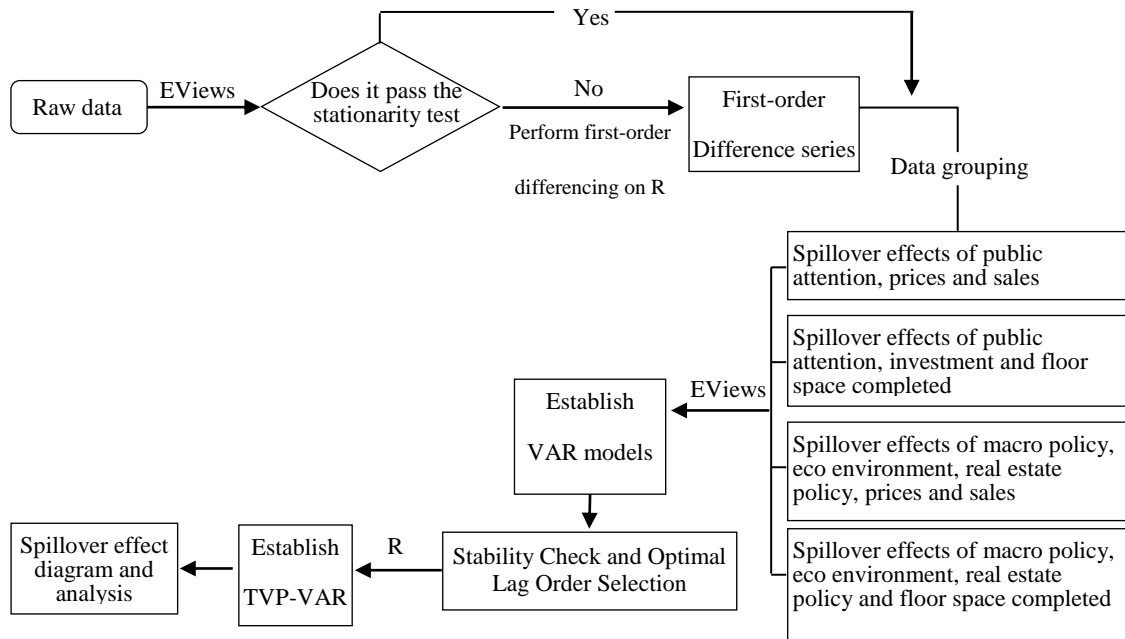 Yes
Raw data
EViews
Does it pass the
stationarity test
No
Perform first-order
differencing on R
First-order
Difference series
Data grouping
Spillover effects of public
attention, prices and sales
Spillover effects of public
attention, investment and floor
space completed
Spillover effects of macro policy,
eco environment, real estate
policy, prices and sales
Spillover effects of macro policy,
eco environment, real estate
policy and floor space completed
EViews
Establish
VAR models
Stability Check and Optimal
Lag Order Selection
R
Establish
TVP-VAR
Spillover effect
diagram and
analysis